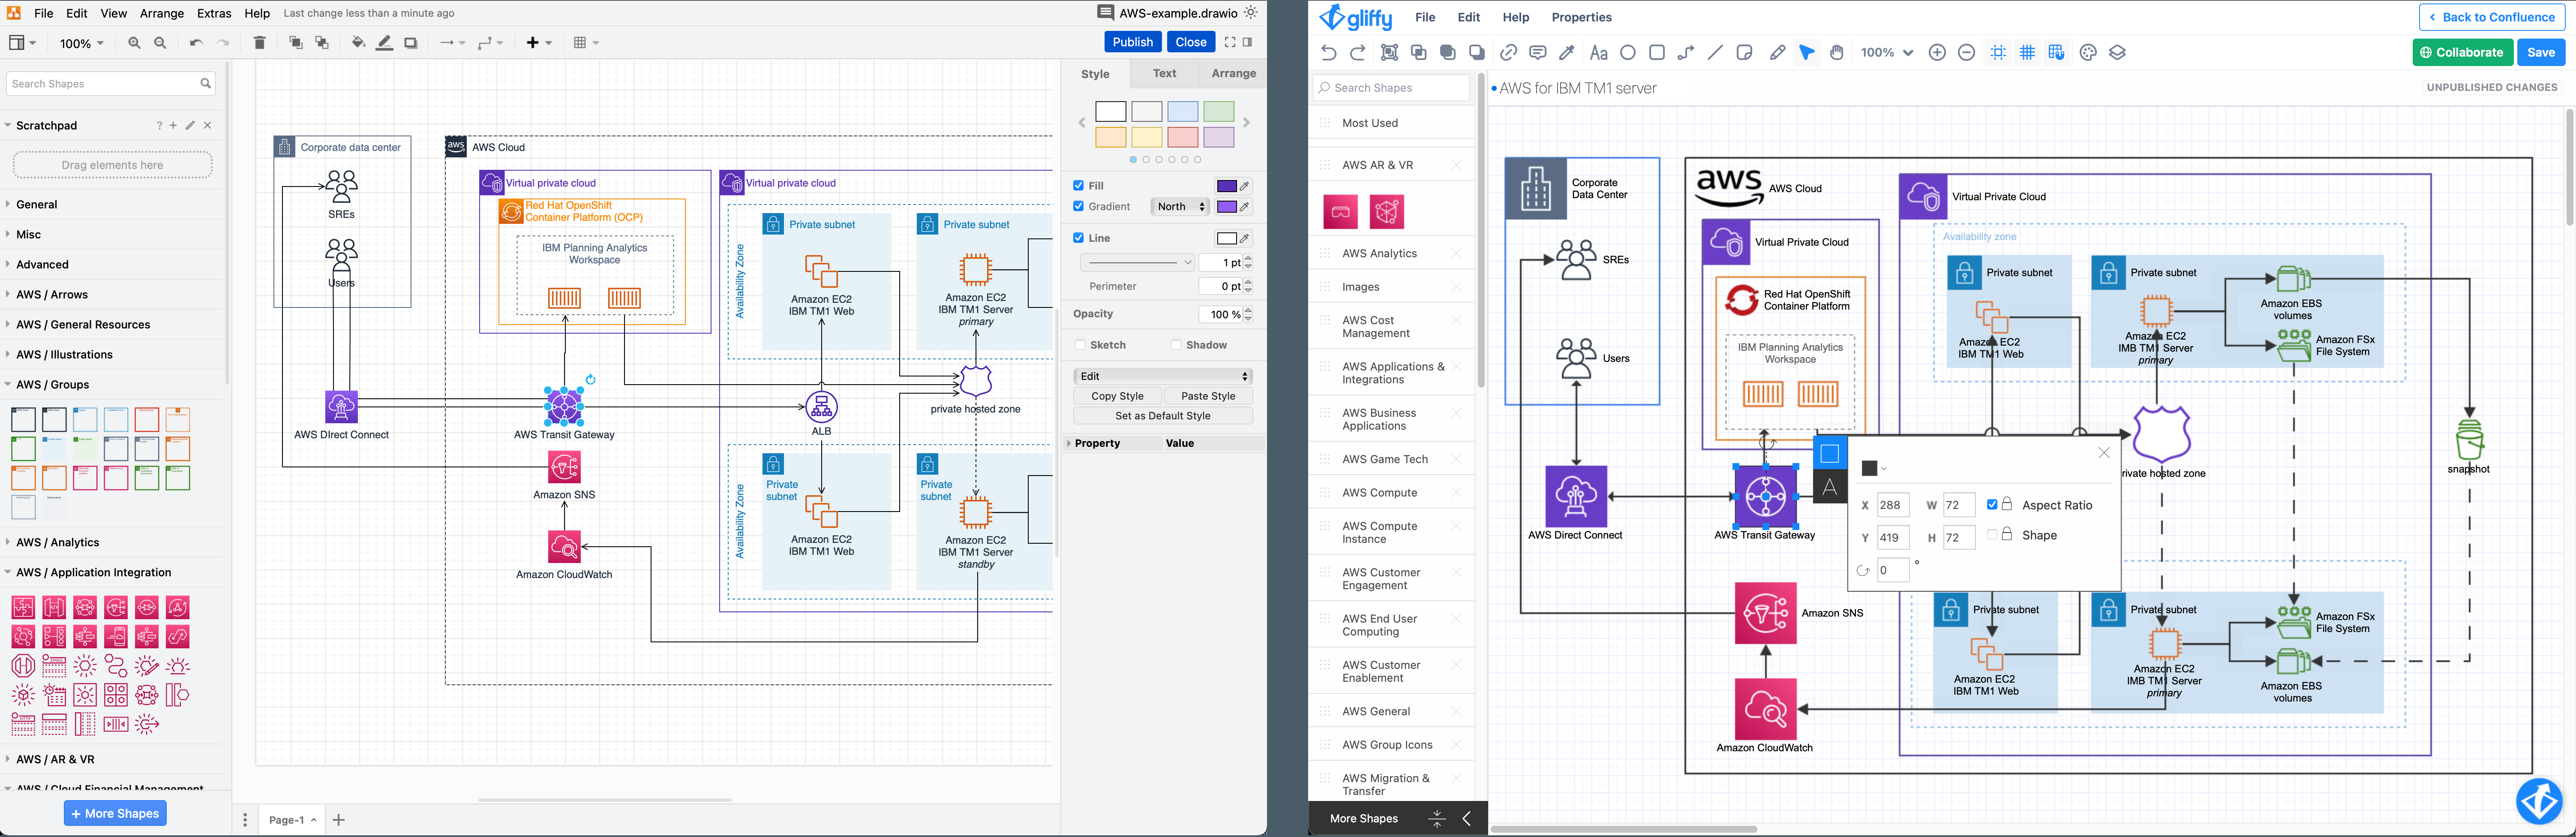 File Edit View Arrange Extras Help Last change less than a minute ago
AWS-example.drawio
100%
Publish Close
Search Shapes
Scratchpad
?
Drag elements here
General
Misc
Advanced
AWS / Arrows
AWS / General Resources
AWS / Illustrations
AWS / Groups
AWS / Analytics
AWS / Application Integration
AWS / AR & VR
AWS / Cloud Financial Management
+ More Shapes
Page-1
Corporate data center
SREs
Users
AWS DIrect Connect
aws
AWS Cloud
Virtual private cloud
Red Hat OpenShift
Container Platform (OCP)
IBM Planning Analytics
Workspace
AWS Transit Gateway
Amazon SNS
Amazon CloudWatch
Virtual private cloud
Availability Zone
Private subnet
Amazon EC2
IBM TM1 Web
Private subnet
Amazon EC2
IBM TM1 Server
primary
ALB
private hosted zone
Availability Zone
Private
subnet
Amazon EC2
IBM TM1 Web
Private
subnet
Amazon EC2
IBM TM1 Server
standby
Style Text Arrange
Fill
Gradient North
Line
1 pt
Perimeter 0 pt
Opacity 100 %
Sketch Shadow
Edit
Copy Style Paste Style
Set as Default Style
Property Value
gliffy
File Edit Help Properties
Back to Confluence
Aa
100%
Collaborate
Save
Search Shapes
AWS for IBM TM1 server
UNPUBLISHED CHANGES
Most Used
AWS AR & VR
AWS Analytics
Images
AWS Cost
Management
AWS Applications &
Integrations
AWS Business
Applications
AWS Game Tech
AWS Compute
AWS Compute
Instance
AWS Customer
Engagement
AWS End User
Computing
AWS Customer
Enablement
AWS General
AWS Group Icons
AWS Migration &
Transfer
More Shapes
Corporate
Data Center
SREs
Users
AWS Direct Connect
aws
AWS Cloud
Virtual Private Cloud
Red Hat OpenShift
Container Platform
IBM Planning Analytics
Workspace
AWS Transit Gateway
Amazon SNS
Amazon CloudWatch
Virtual Private Cloud
Availability zone
Private subnet
Amazon EC2
IBM TM1 Web
Private subnet
Amazon EC2
IMB TM1 Server
primary
Amazon EBS
volumes
Amazon FSx
File System
rivate hosted zone
snapshot
A
X 288 W 72 Aspect Ratio
Y 419 H 72 Shape
0 °
Private subnet
Amazon EC2
IBM TM1 Web
Private subnet
Amazon EC2
IMB TM1 Server
primary
Amazon FSx
File System
Amazon EBS
volumes